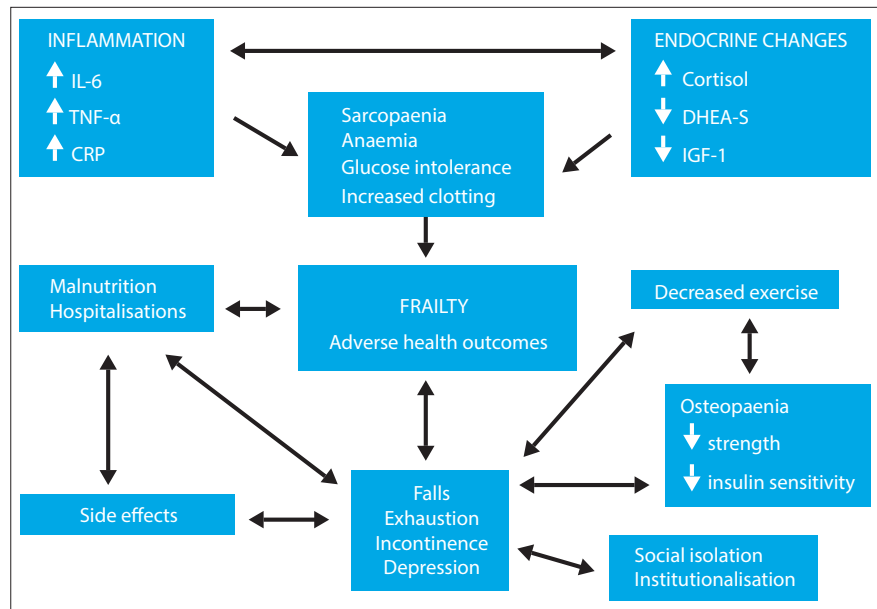 INFLAMMATION
IL-6
TNF-α
CRP
ENDOCRINE CHANGES
Cortisol
DHEA-S
IGF-1
Sarcopaenia
Anaemia
Glucose intolerance
Increased clotting
Malnutrition
Hospitalisations
FRAILTY
Adverse health outcomes
Decreased exercise
Osteopaenia
strength
insulin sensitivity
Side effects
Falls
Exhaustion
Incontinence
Depression
Social isolation
Institutionalisation